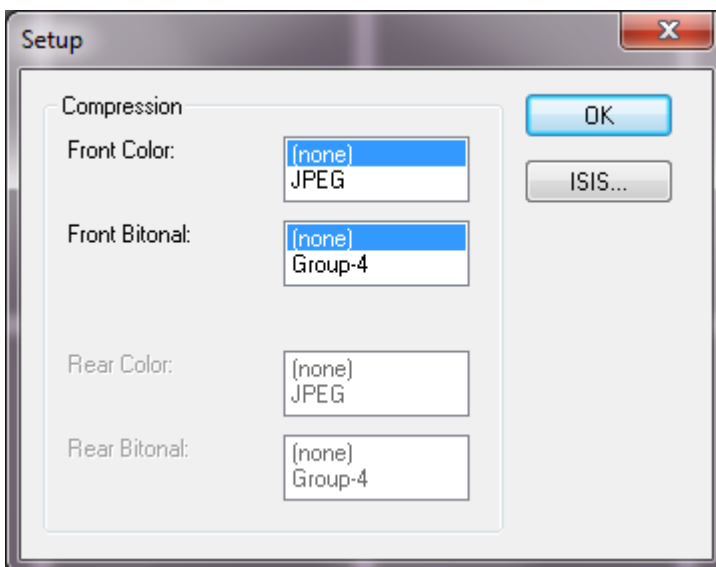 Setup
Compression
OK
Front Color:
(none)
JPEG
ISIS...
Front Bitonal:
(none)
Group-4
Rear Color:
(none)
JPEG
Rear Bitonal:
(none)
Group-4